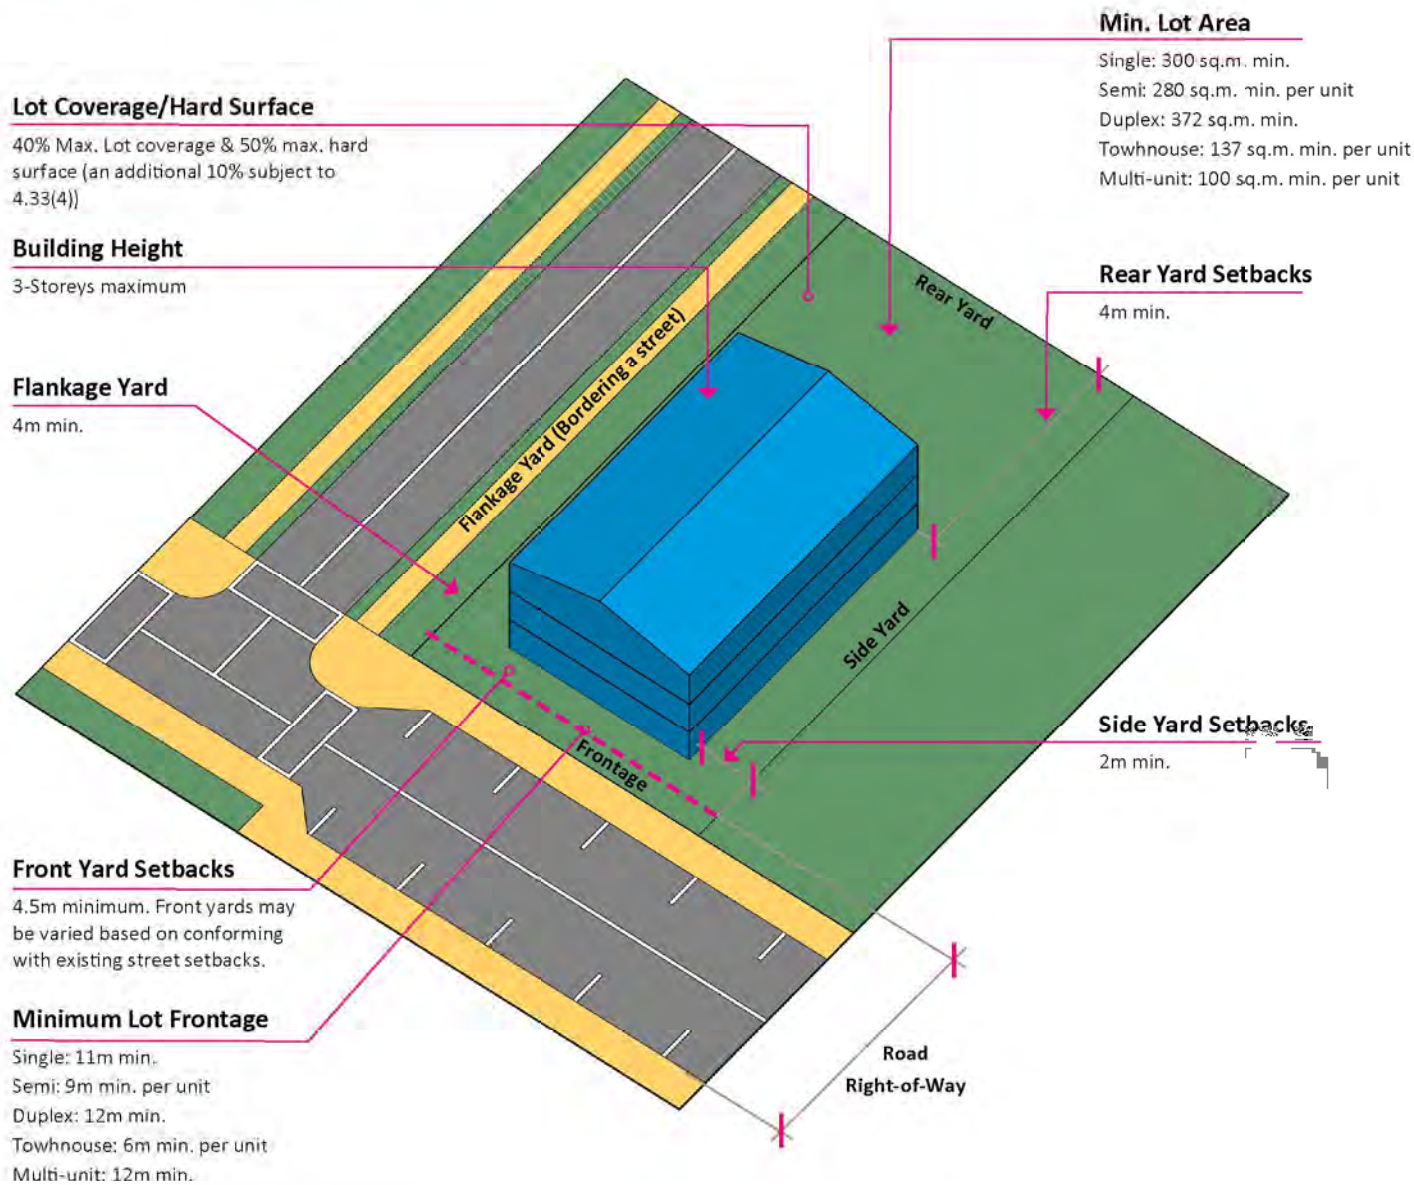 Min. Lot Area
Single: 300 sq.m. min.
Semi: 280 sq.m. min. per unit
Duplex: 372 sq.m. min.
Towhnouse: 137 sq.m. min. per unit
Multi-unit: 100 sq.m. min. per unit
Lot Coverage/Hard Surface
40% Max. Lot coverage & 50% max. hard
surface (an additional 10% subject to
4.33(4))
Building Height
3-Storeys maximum
Rear Yard
Rear Yard Setbacks
4m min.
Flankage Yard
4m min.
Flankage Yard (Bordering a street)
Side Yard
Side Yard Setbacks
2m min.
Frontage
Front Yard Setbacks
4.5m minimum. Front yards may
be varied based on conforming
with existing street setbacks.
Minimum Lot Frontage
Single: 11m min.
Semi: 9m min. per unit
Duplex: 12m min.
Towhnouse: 6m min. per unit
Multi-unit: 12m min.
Road
Right-of-Way